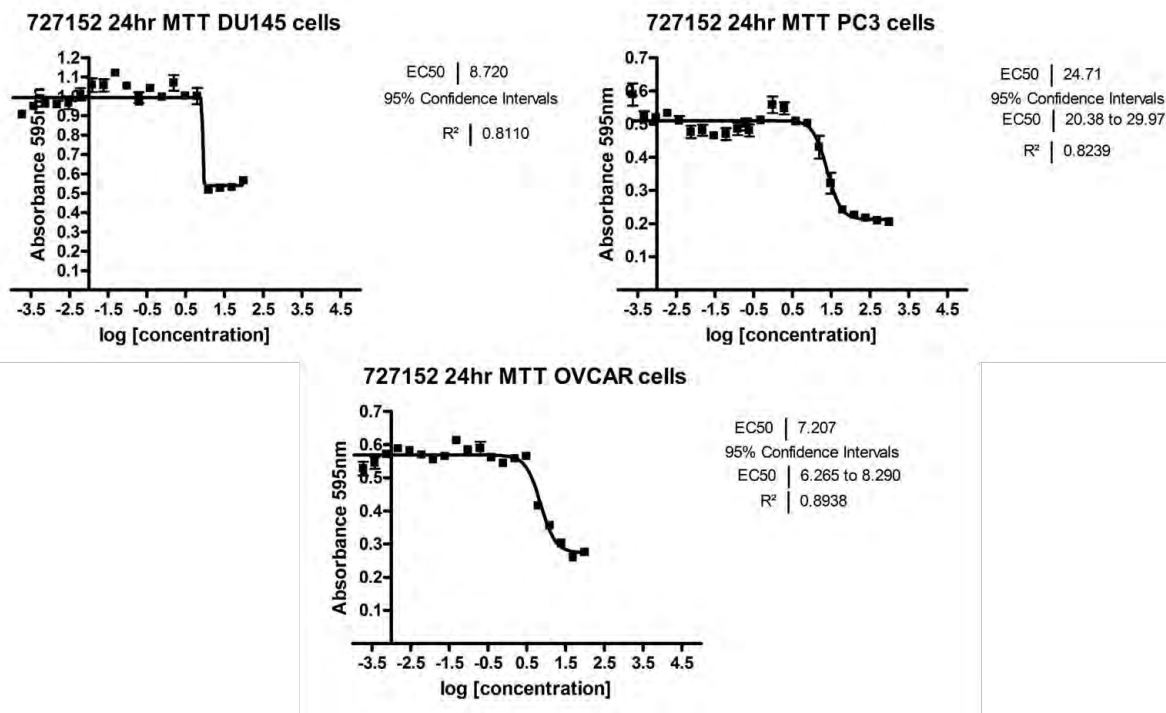 727152 24hr MTT DU145 cells
Absorbance 595nm
1.2
1.1
1.0
0.9
0.8
0.7
0.6
0.5
0.4
0.3
0.2
0.1
-3.5 -2.5 -1.5 -0.5 0.5 1.5 2.5 3.5 4.5
log [concentration]
EC50 8.720
95% Confidence Intervals
R² 0.8110
727152 24hr MTT PC3 cells
Absorbance 595nm
0.7
0.6
0.5
0.4
0.3
0.2
0.1
-3.5 -2.5 -1.5 -0.5 0.5 1.5 2.5 3.5 4.5
log [concentration]
EC50 24.71
95% Confidence Intervals
EC50 20.38 to 29.97
R² 0.8239
727152 24hr MTT OVCAR cells
Absorbance 595nm
0.7
0.6
0.5
0.4
0.3
0.2
0.1
-3.5 -2.5 -1.5 -0.5 0.5 1.5 2.5 3.5 4.5
log [concentration]
EC50 7.207
95% Confidence Intervals
EC50 6.265 to 8.290
R² 0.8938